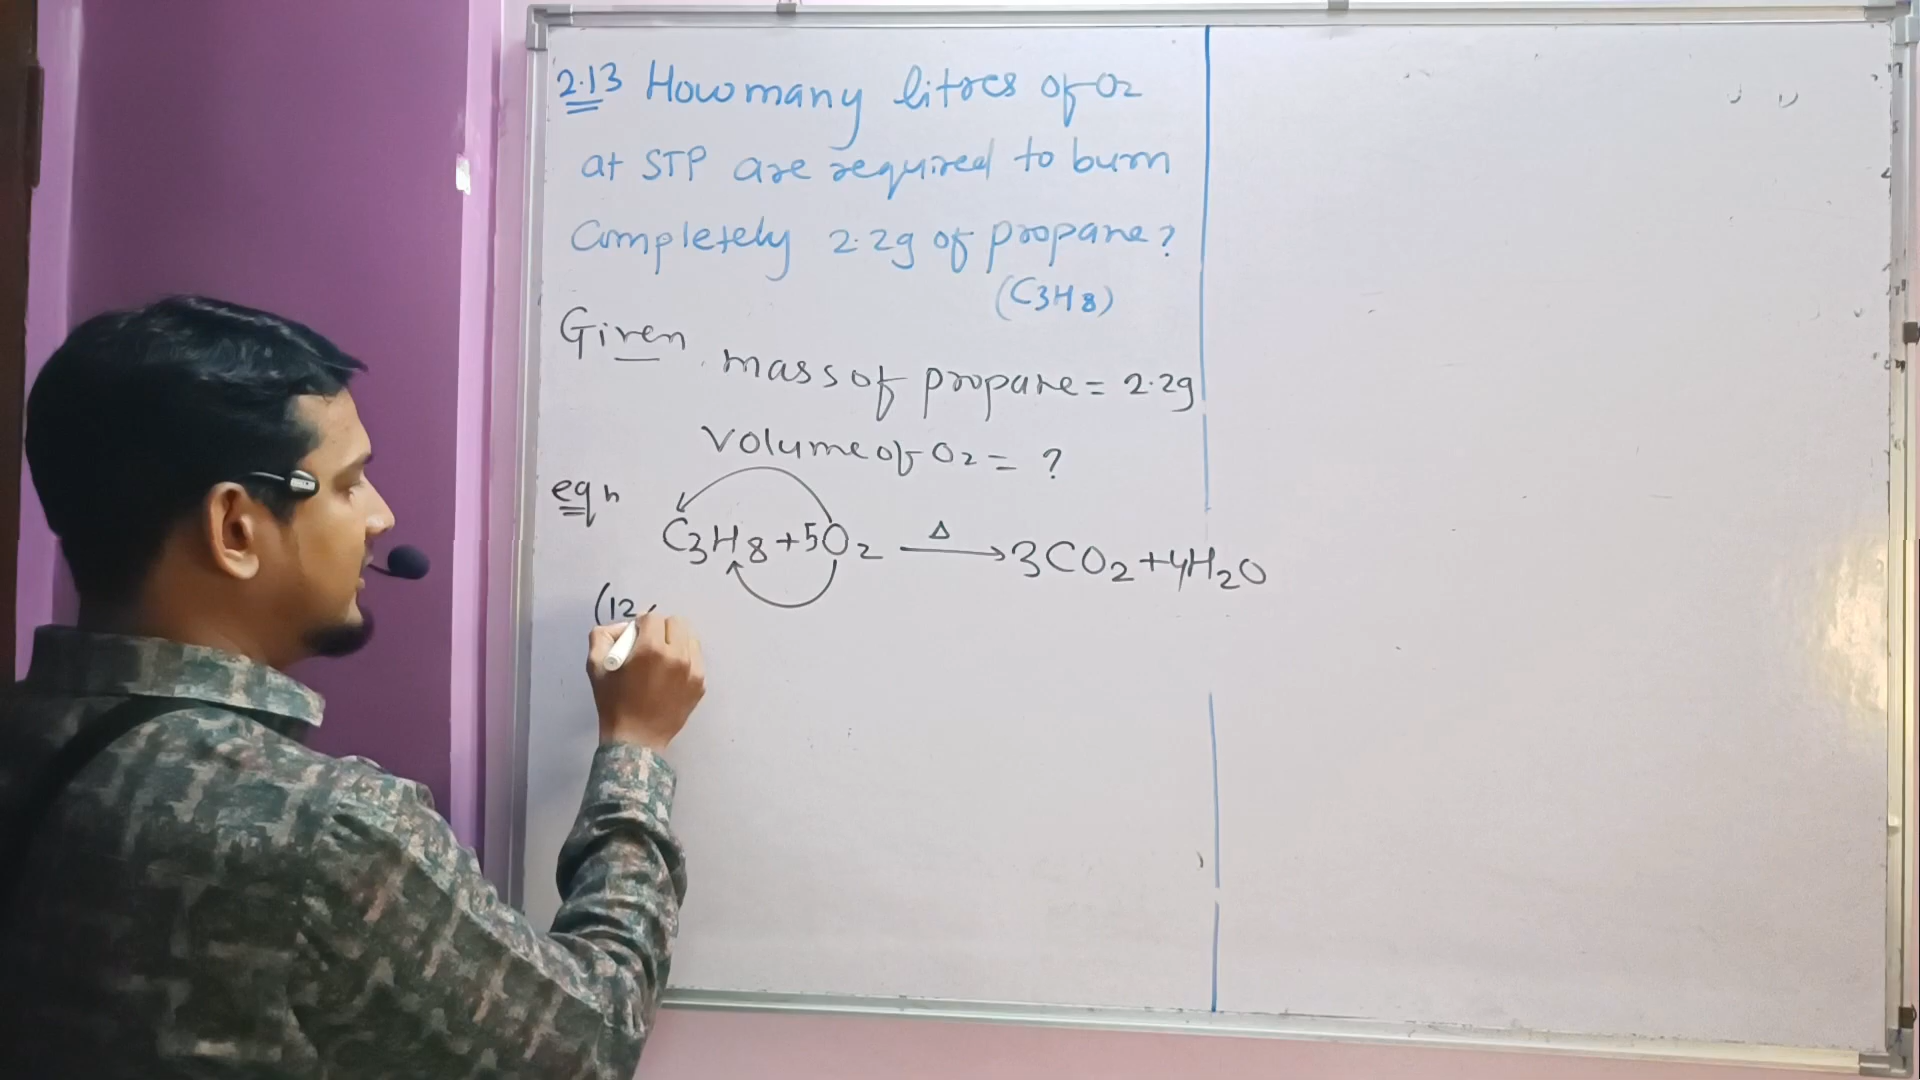 2.13 How many litres of O2
at STP are required to burn
completely 2.2g of propane?
(C3H8)
Given
mass of propane = 2.2g
Volume of O2 = ?
eqn
C3H8+5O2 Δ→ 3CO2+4H2O
(12